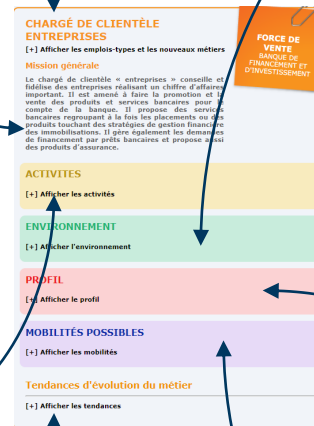 CHARGÉ DE CLIENTÈLE
ENTREPRISES
[+] Afficher les emplois-types et les nouveaux métiers
FORCE DE
VENTE
BANQUE DE
FINANCEMENT ET
D'INVESTISSEMENT
Mission générale
Le chargé de clientèle « entreprises » conseille et
fidélise des entreprises réalisant un chiffre d'affaires
important. Il est amené à faire la promotion et la
vente des produits et services bancaires pour le
compte de la banque. Il propose des services
bancaires regroupant à la fois les placements ou des
produits touchant des stratégies de gestion financière
des immobilisations. Il gère également les demandes
de financement par prêts bancaires et propose aussi
des produits d'assurance.
ACTIVITES
[+] Afficher les activités
ENVIRONNEMENT
[+] Afficher l'environnement
PROFIL
[+] Afficher le profil
MOBILITÉS POSSIBLES
[+] Afficher les mobilités
Tendances d'évolution du métier
[+] Afficher les tendances